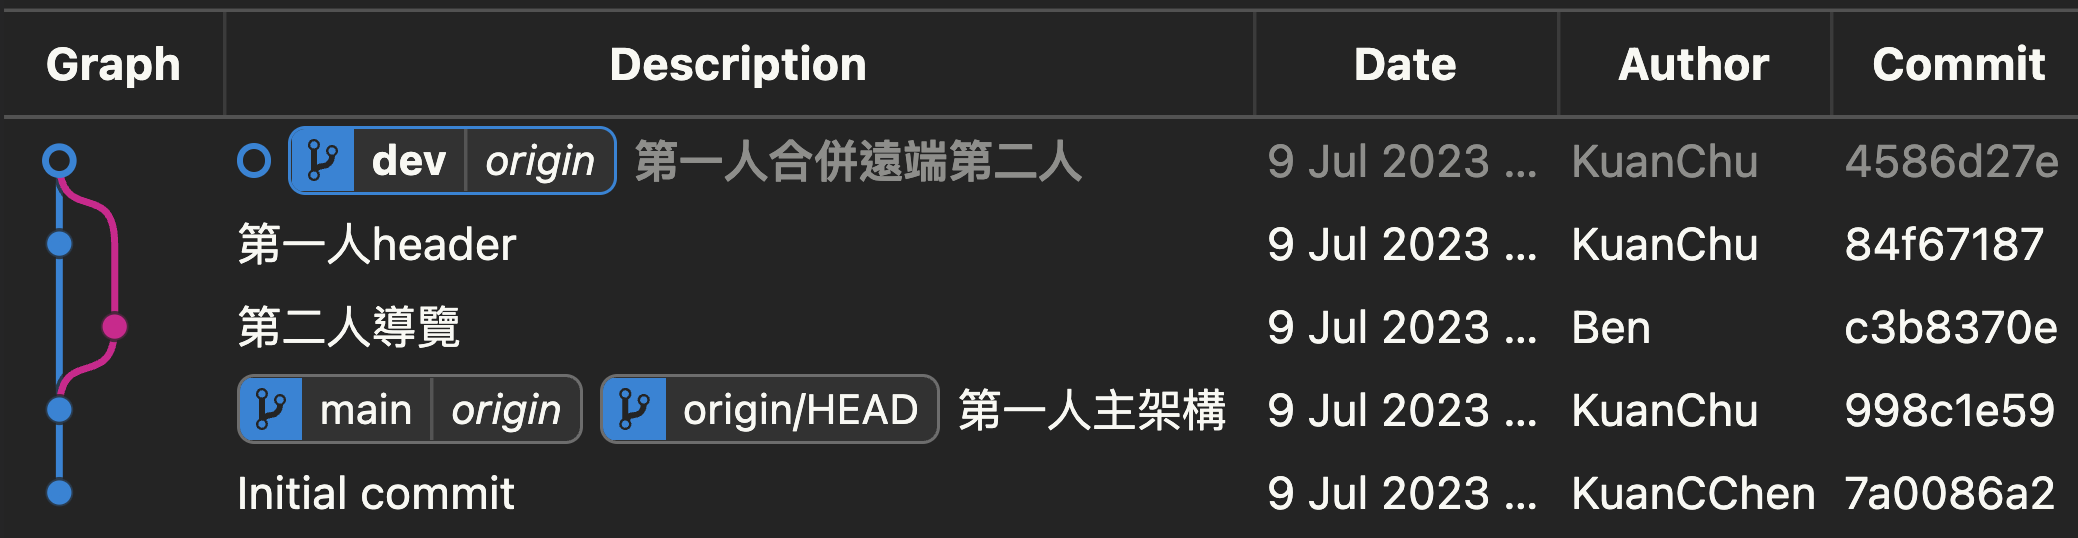 Graph Description Date Author Commit
dev origin 第一人合併遠端第二人 9 Jul 2023 ... KuanChu 4586d27e
第一人header 9 Jul 2023 ... KuanChu 84f67187
第二人導覽 9 Jul 2023 ... Ben c3b8370e
main origin origin/HEAD 第一人主架構 9 Jul 2023 ... KuanChu 998c1e59
Initial commit 9 Jul 2023 ... KuanCChen 7a0086a2